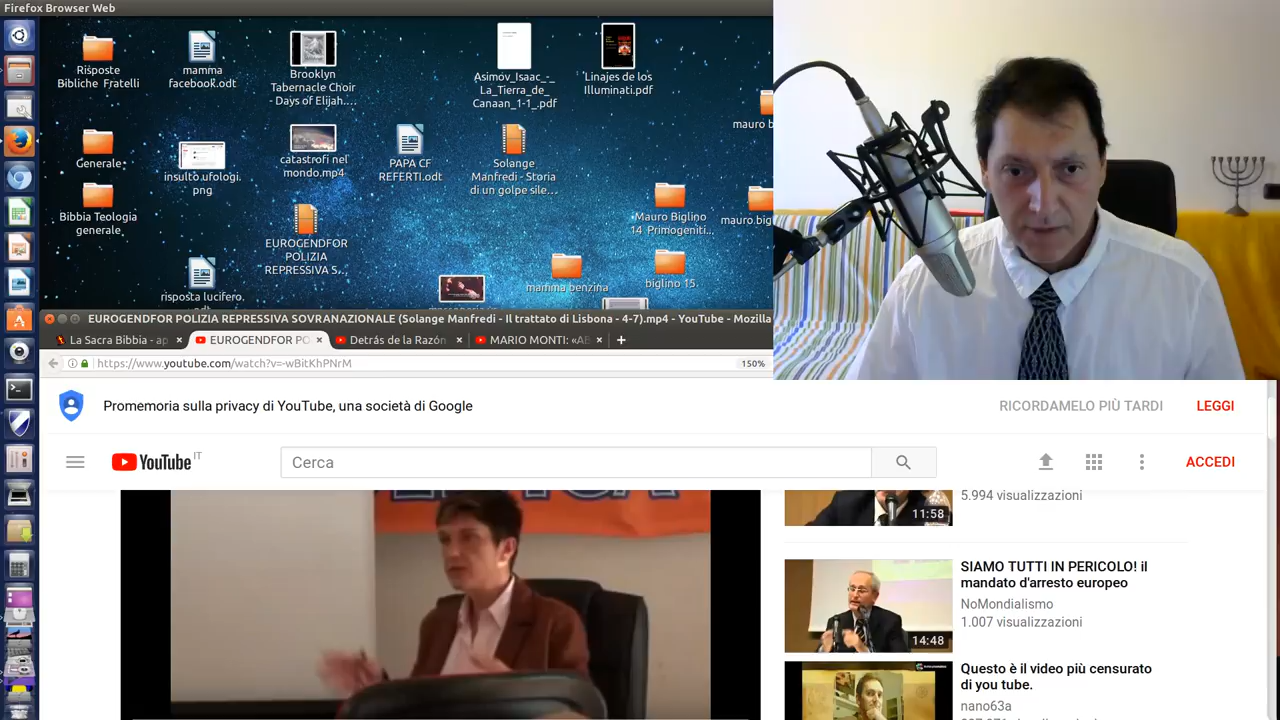 Firefox Browser Web
Risposte
Bibliche Fratelli
mamma
facebook.odt
Brooklyn
Tabernacle Choir
- Days of Elijah....
Asimov_Isaac_-_
La_Tierra_de_
Canaan_1-1_.pdf
Linajes de los
Illuminati.pdf
mauro b
Generale
insulto.ufologi.
png
catastrofi nel
mondo.mp4
PAPA CF
REFERTI.odt
Solange
Manfredi - Storia
di un golpe sile...
Bibbia Teologia
generale
EUROGENDFOR
POLIZIA
REPRESSIVA S...
Mauro Biglino
14 Primogeniti...
mauro.big
risposta lucifero.
mamma benzina
biglino 15.
EUROGENDFOR POLIZIA REPRESSIVA SOVRANAZIONALE (Solange Manfredi - Il trattato di Lisbona - 4-7).mp4 - YouTube - Mozilla
La Sacra Bibbia - ap
EUROGENDFOR PO
Detrás de la Razón
MARIO MONTI: «AB
https://www.youtube.com/watch?v=-wBitKhPNrM
150%
Promemoria sulla privacy di YouTube, una società di Google
RICORDAMELO PIÙ TARDI
LEGGI
YouTube IT
Cerca
ACCEDI
5.994 visualizzazioni
11:58
SIAMO TUTTI IN PERICOLO! il
mandato d'arresto europeo
NoMondialismo
1.007 visualizzazioni
14:48
Questo è il video più censurato
di you tube.
nano63a